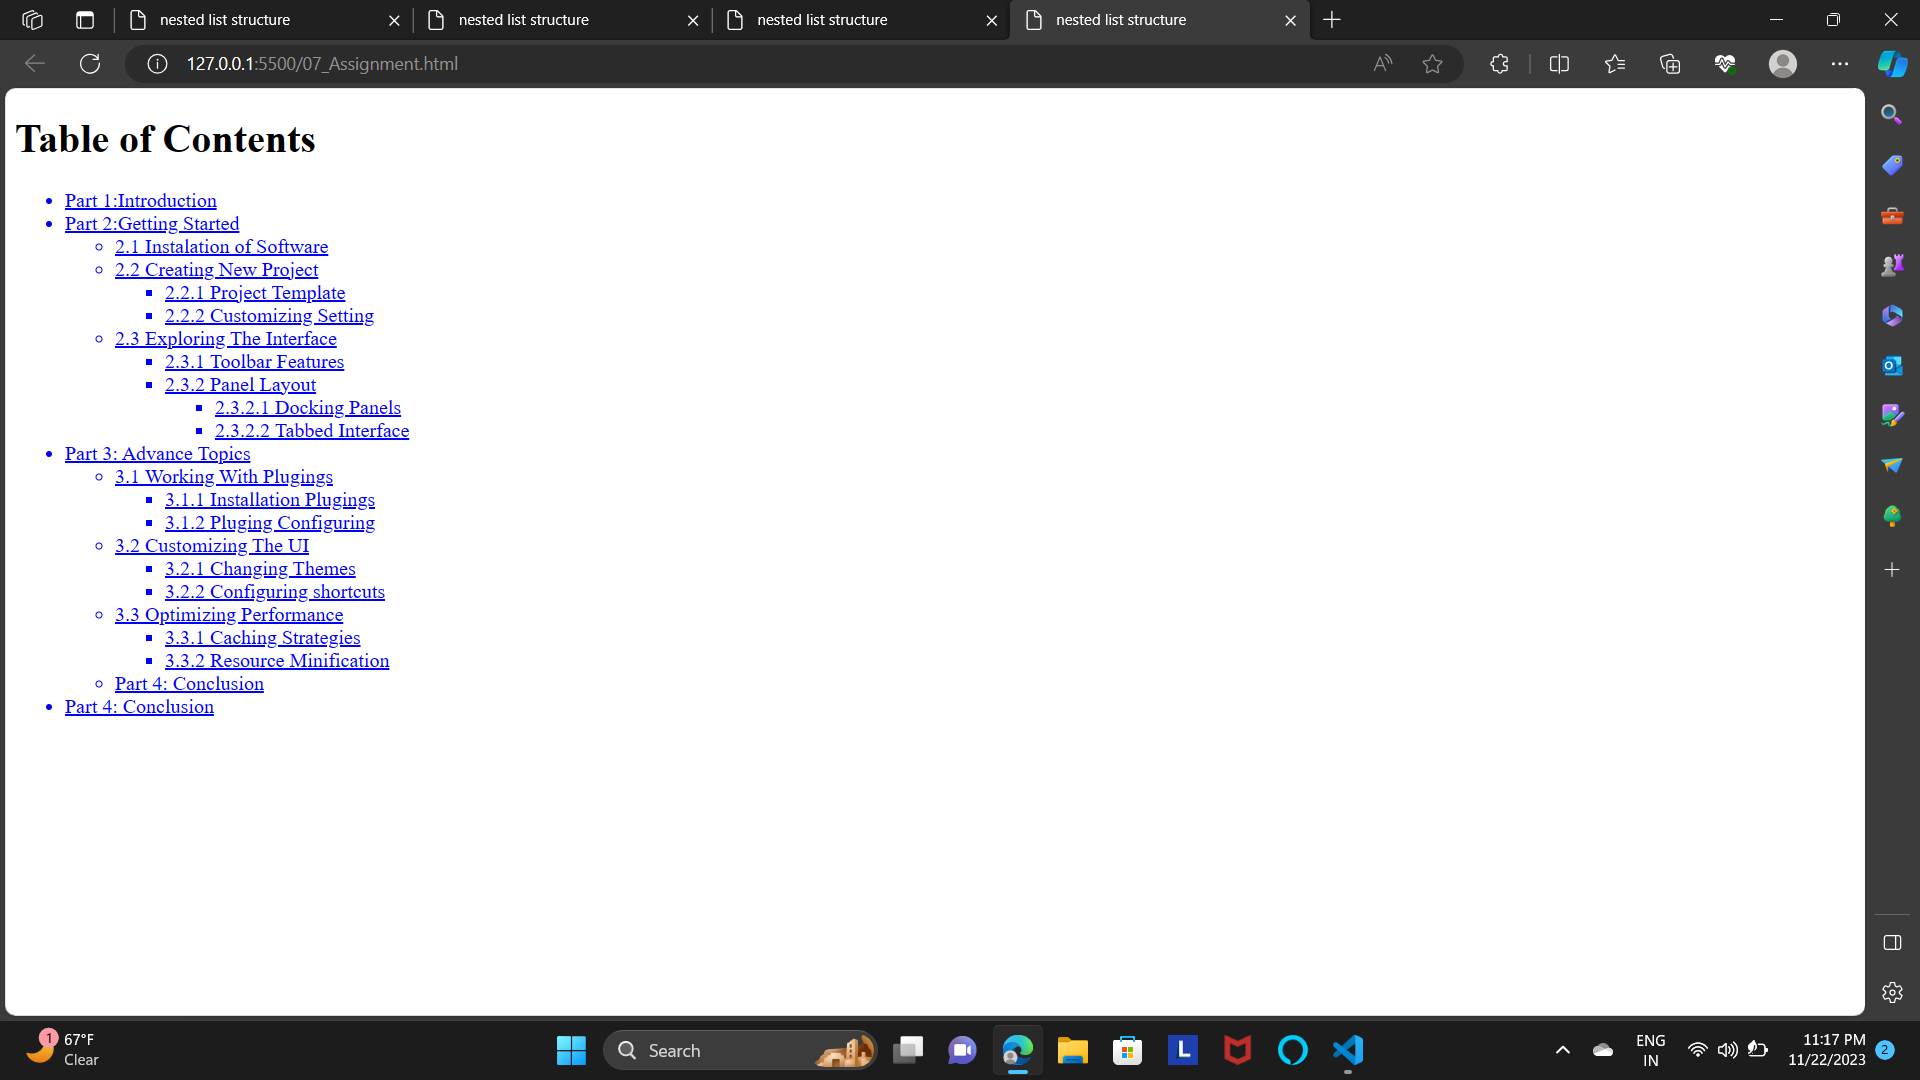 nested list structure
nested list structure
nested list structure
nested list structure
127.0.0.1:5500/07_Assignment.html
Table of Contents
Part 1:Introduction
Part 2:Getting Started
2.1 Instalation of Software
2.2 Creating New Project
2.2.1 Project Template
2.2.2 Customizing Setting
2.3 Exploring The Interface
2.3.1 Toolbar Features
2.3.2 Panel Layout
2.3.2.1 Docking Panels
2.3.2.2 Tabbed Interface
Part 3: Advance Topics
3.1 Working With Plugings
3.1.1 Installation Plugings
3.1.2 Pluging Configuring
3.2 Customizing The UI
3.2.1 Changing Themes
3.2.2 Configuring shortcuts
3.3 Optimizing Performance
3.3.1 Caching Strategies
3.3.2 Resource Minification
Part 4: Conclusion
Part 4: Conclusion
1
67°F
Clear
Search
L
ENG
IN
11:17 PM
11/22/2023
2